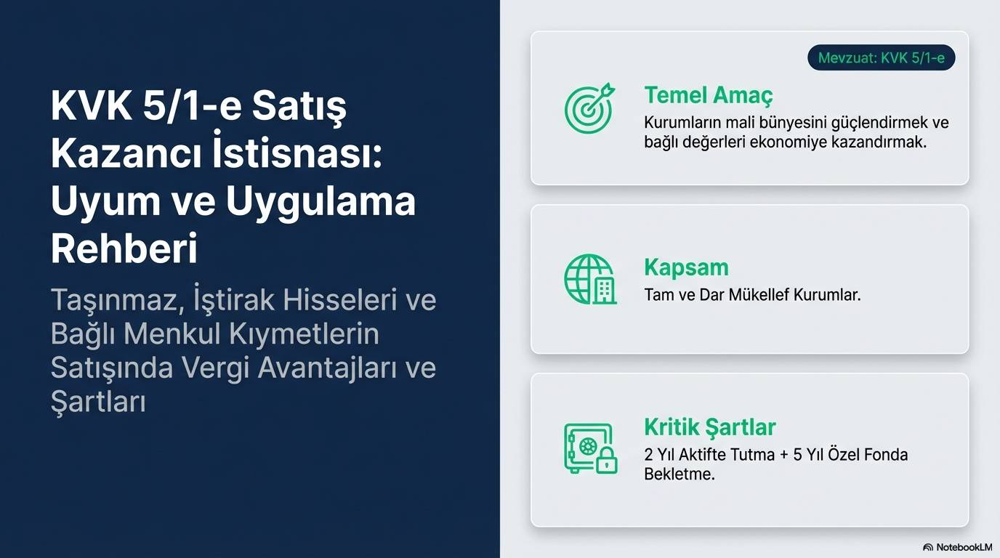 KVK 5/1-e Satış
Kazancı İstisnası:
Uyum ve Uygulama
Rehberi
Taşınmaz, İştirak Hisseleri ve
Bağlı Menkul Kıymetlerin
Satışında Vergi Avantajları ve
Şartları
Mevzuat: KVK 5/1-e
Temel Amaç
Kurumların mali bünyesini güçlendirmek ve
bağlı değerleri ekonomiye kazandırmak.
Kapsam
Tam ve Dar Mükellef Kurumlar.
Kritik Şartlar
2 Yıl Aktifte Tutma + 5 Yıl Özel Fonda
Bekletme.
NotebookLM